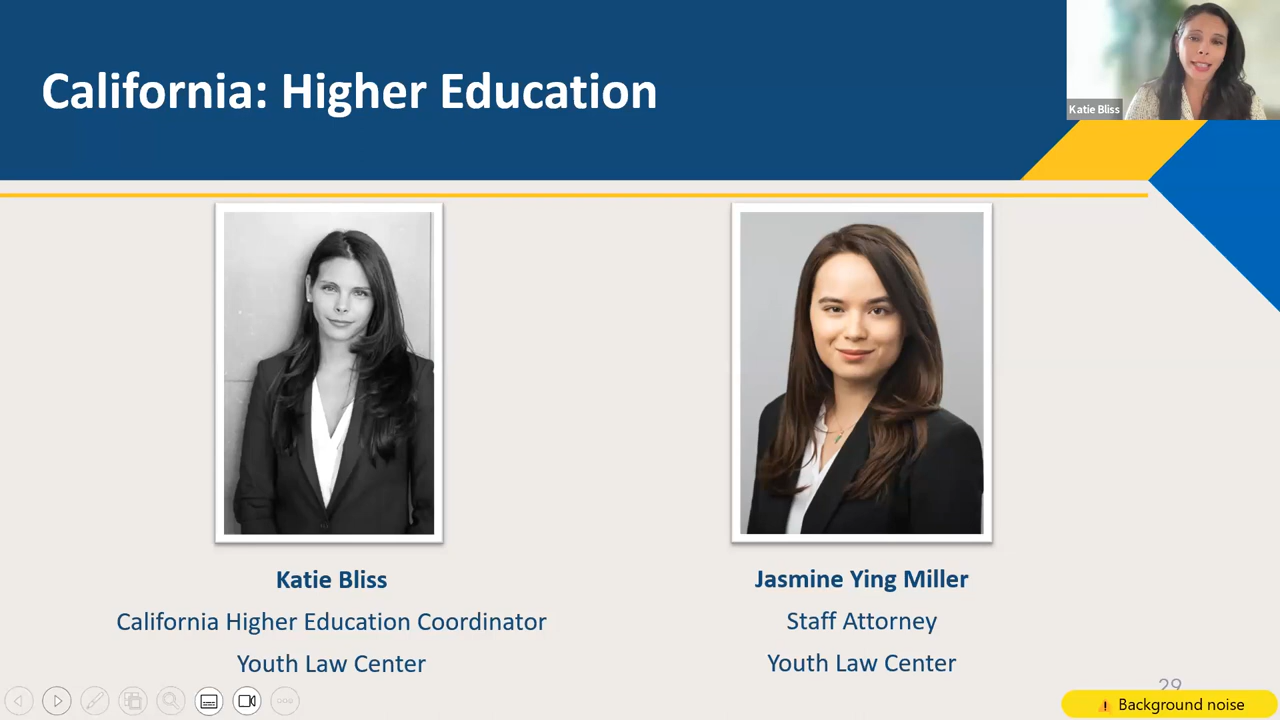 California: Higher Education
Katie Bliss
Katie Bliss
California Higher Education Coordinator
Youth Law Center
Jasmine Ying Miller
Staff Attorney
Youth Law Center
29
Background noise